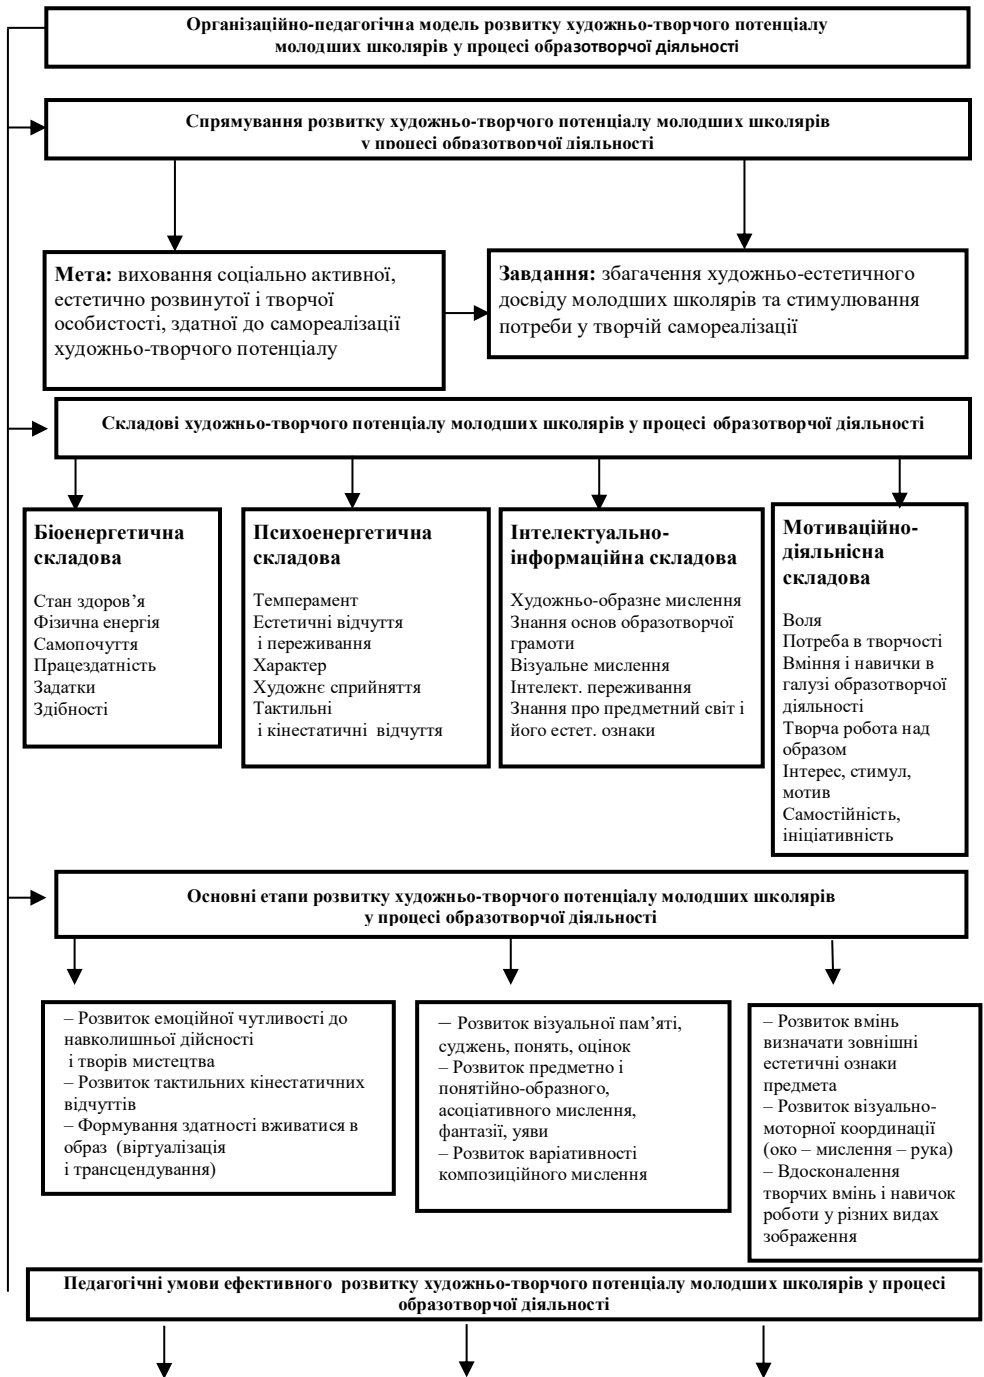 Організаційно-педагогічна модель розвитку художньо-творчого потенціалу
молодших школярів у процесі образотворчої діяльності
Спрямування розвитку художньо-творчого потенціалу молодших школярів
у процесі образотворчої діяльності
Мета: виховання соціально активної,
естетично розвинутої і творчої
особистості, здатної до самореалізації
художньо-творчого потенціалу
Завдання: збагачення художньо-естетичного
досвіду молодших школярів та стимулювання
потреби у творчій самореалізації
Складові художньо-творчого потенціалу молодших школярів у процесі образотворчої діяльності
Біоенергетична
складова
Стан здоров’я
Фізична енергія
Самопочуття
Працездатність
Задатки
Здібності
Психоенергетична
складова
Темперамент
Естетичні відчуття
і переживання
Характер
Художнє сприйняття
Тактильні
і кінестатичні відчуття
Інтелектуально-
інформаційна складова
Художньо-образне мислення
Знання основ образотворчої
грамоти
Візуальне мислення
Інтелект. переживання
Знання про предметний світ і
його естет. ознаки
Мотиваційно-
діяльнісна
складова
Воля
Потреба в творчості
Вміння і навички в
галузі образотворчої
діяльності
Творча робота над
образом
Інтерес, стимул,
мотив
Самостійність,
ініціативність
Основні етапи розвитку художньо-творчого потенціалу молодших школярів
у процесі образотворчої діяльності
– Розвиток емоційної чутливості до
навколишньої дійсності
і творів мистецтва
– Розвиток тактильних кінестатичних
відчуттів
– Формування здатності вживатися в
образ (віртуалізація
і трансцендування)
– Розвиток візуальної пам’яті,
суджень, понять, оцінок
– Розвиток предметно і
понятійно-образного,
асоціативного мислення,
фантазії, уяви
– Розвиток варіативності
композиційного мислення
– Розвиток вмінь
визначати зовнішні
естетичні ознаки
предмета
– Розвиток візуально-
моторної координації
(око – мислення – рука)
– Вдосконалення
творчих вмінь і навичок
роботи у різних видах
зображення
Педагогічні умови ефективного розвитку художньо-творчого потенціалу молодших школярів у процесі
образотворчої діяльності